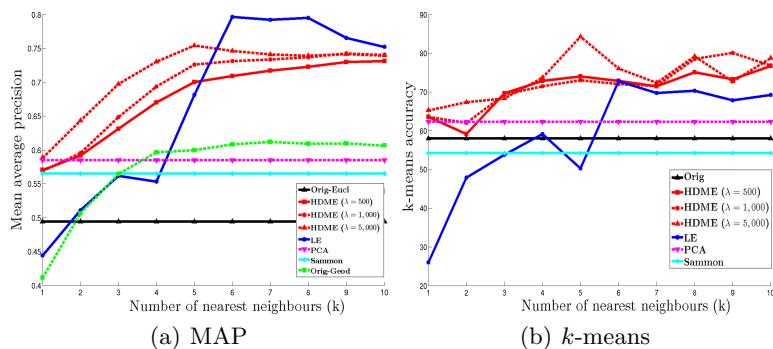 0.8
0.75
0.7
0.65
0.6
0.55
0.5
0.45
0.4
Mean average precision
1 2 3 4 5 6 7 8 9 10
Number of nearest neighbours (k)
Orig-Eucl
HDME (λ = 500)
HDME (λ = 1,000)
HDME (λ = 5,000)
LE
PCA
Sammon
Orig-Geod
(a) MAP
90
80
70
60
50
40
30
20
k-means accuracy
1 2 3 4 5 6 7 8 9 10
Number of nearest neighbours (k)
Orig
HDME (λ = 500)
HDME (λ = 1,000)
HDME (λ = 5,000)
LE
PCA
Sammon
(b) k-means